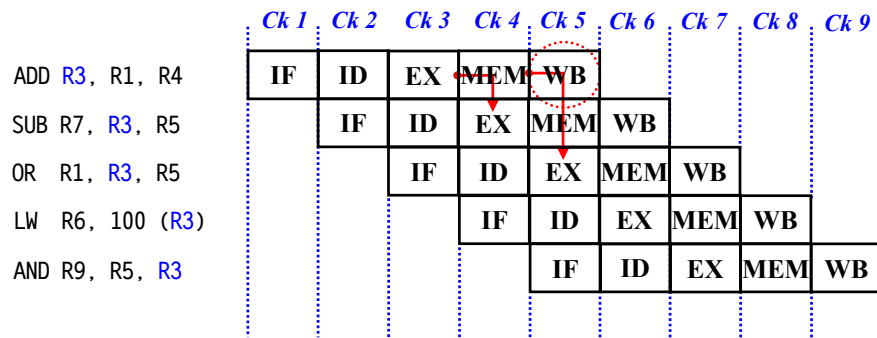 Ck 1 Ck 2 Ck 3 Ck 4 Ck 5 Ck 6 Ck 7 Ck 8 Ck 9
ADD R3, R1, R4 IF ID EX MEM WB
SUB R7, R3, R5 IF ID EX MEM WB
OR R1, R3, R5 IF ID EX MEM WB
LW R6, 100 (R3) IF ID EX MEM WB
AND R9, R5, R3 IF ID EX MEM WB